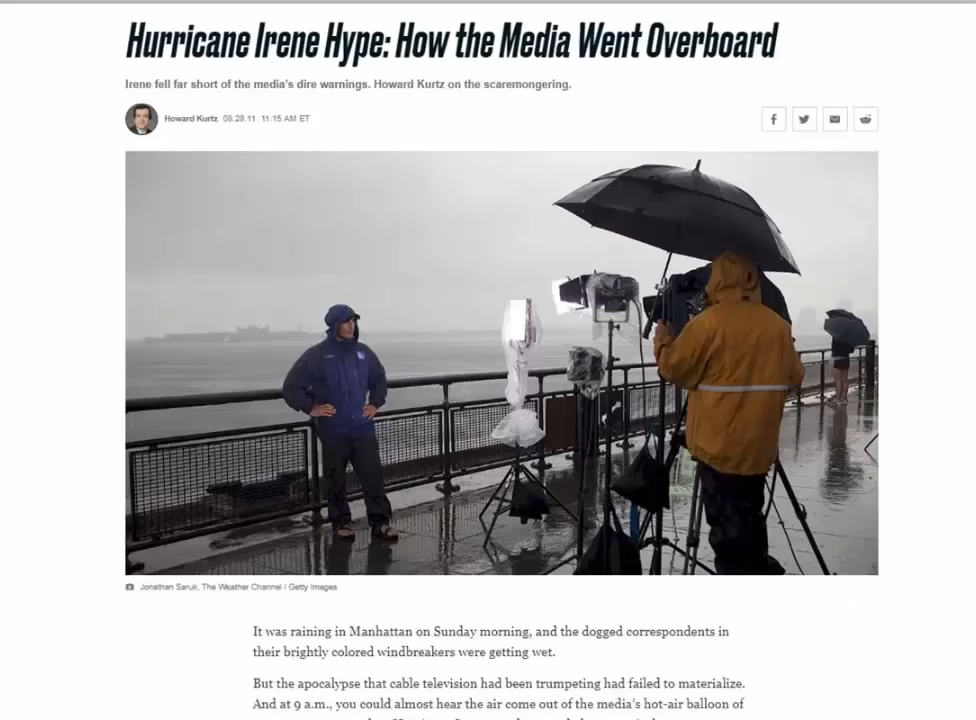 Hurricane Irene Hype: How the Media Went Overboard
Irene fell far short of the media's dire warnings. Howard Kurtz on the scaremongering.
Howard Kurtz 08.28.11 11:15 AM ET
Jonathan Saruk, The Weather Channel / Getty Images
It was raining in Manhattan on Sunday morning, and the dogged correspondents in
their brightly colored windbreakers were getting wet.
But the apocalypse that cable television had been trumpeting had failed to materialize.
And at 9 a.m., you could almost hear the air come out of the media's hot-air balloon of